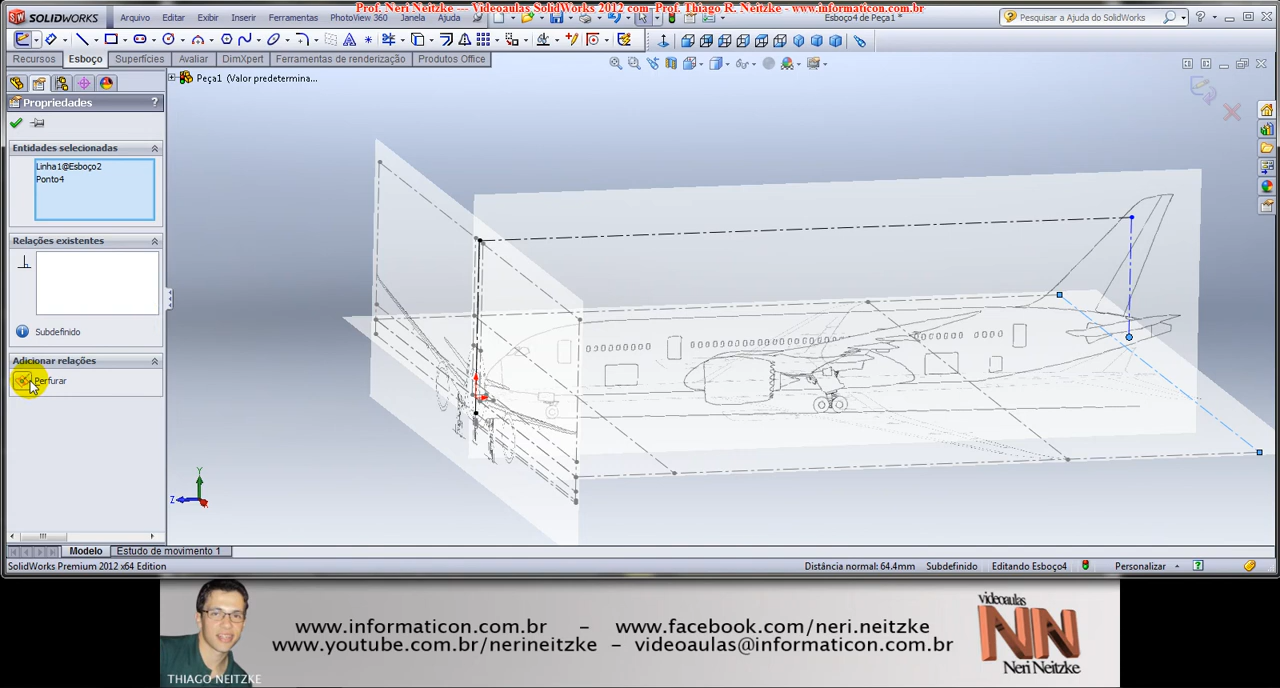 Prof. Neri Neitzke --- Videoaulas SolidWorks 2012 com Prof. Thiago R. Neitzke - www.informaticon.com.br
SOLIDWORKS
Arquivo Editar Exibir Inserir Ferramentas PhotoView 360 Janela Ajuda
Esboço4 de Peça1 *
Pesquisar a Ajuda do SolidWorks
Recursos Esboço Superfícies Avaliar DimXpert Ferramentas de renderização Produtos Office
Peça1 (Valor predetermina...
Propriedades ?
Entidades selecionadas
Linha1@Esboço2
Ponto4
Relações existentes
Subdefinido
Adicionar relações
Perfurar
Y
Z
Modelo Estudo de movimento 1
SolidWorks Premium 2012 x64 Edition
Distância normal: 64.4mm Subdefinido Editando Esboço4 Personalizar ?
www.informaticon.com.br - www.facebook.com/neri.neitzke
www.youtube.com.br/nerineitzke - videoaulas@informaticon.com.br
THIAGO NEITZKE
videoaulas
NN
Neri Neitzke